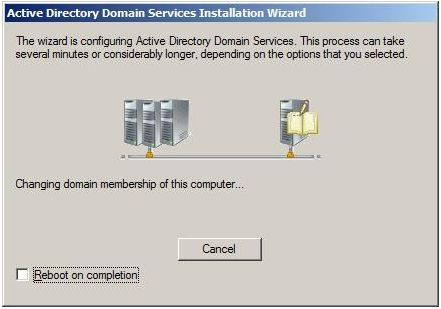 Active Directory Domain Services Installation Wizard
The wizard is configuring Active Directory Domain Services. This process can take
several minutes or considerably longer, depending on the options that you selected.
Changing domain membership of this computer...
Cancel
Reboot on completion